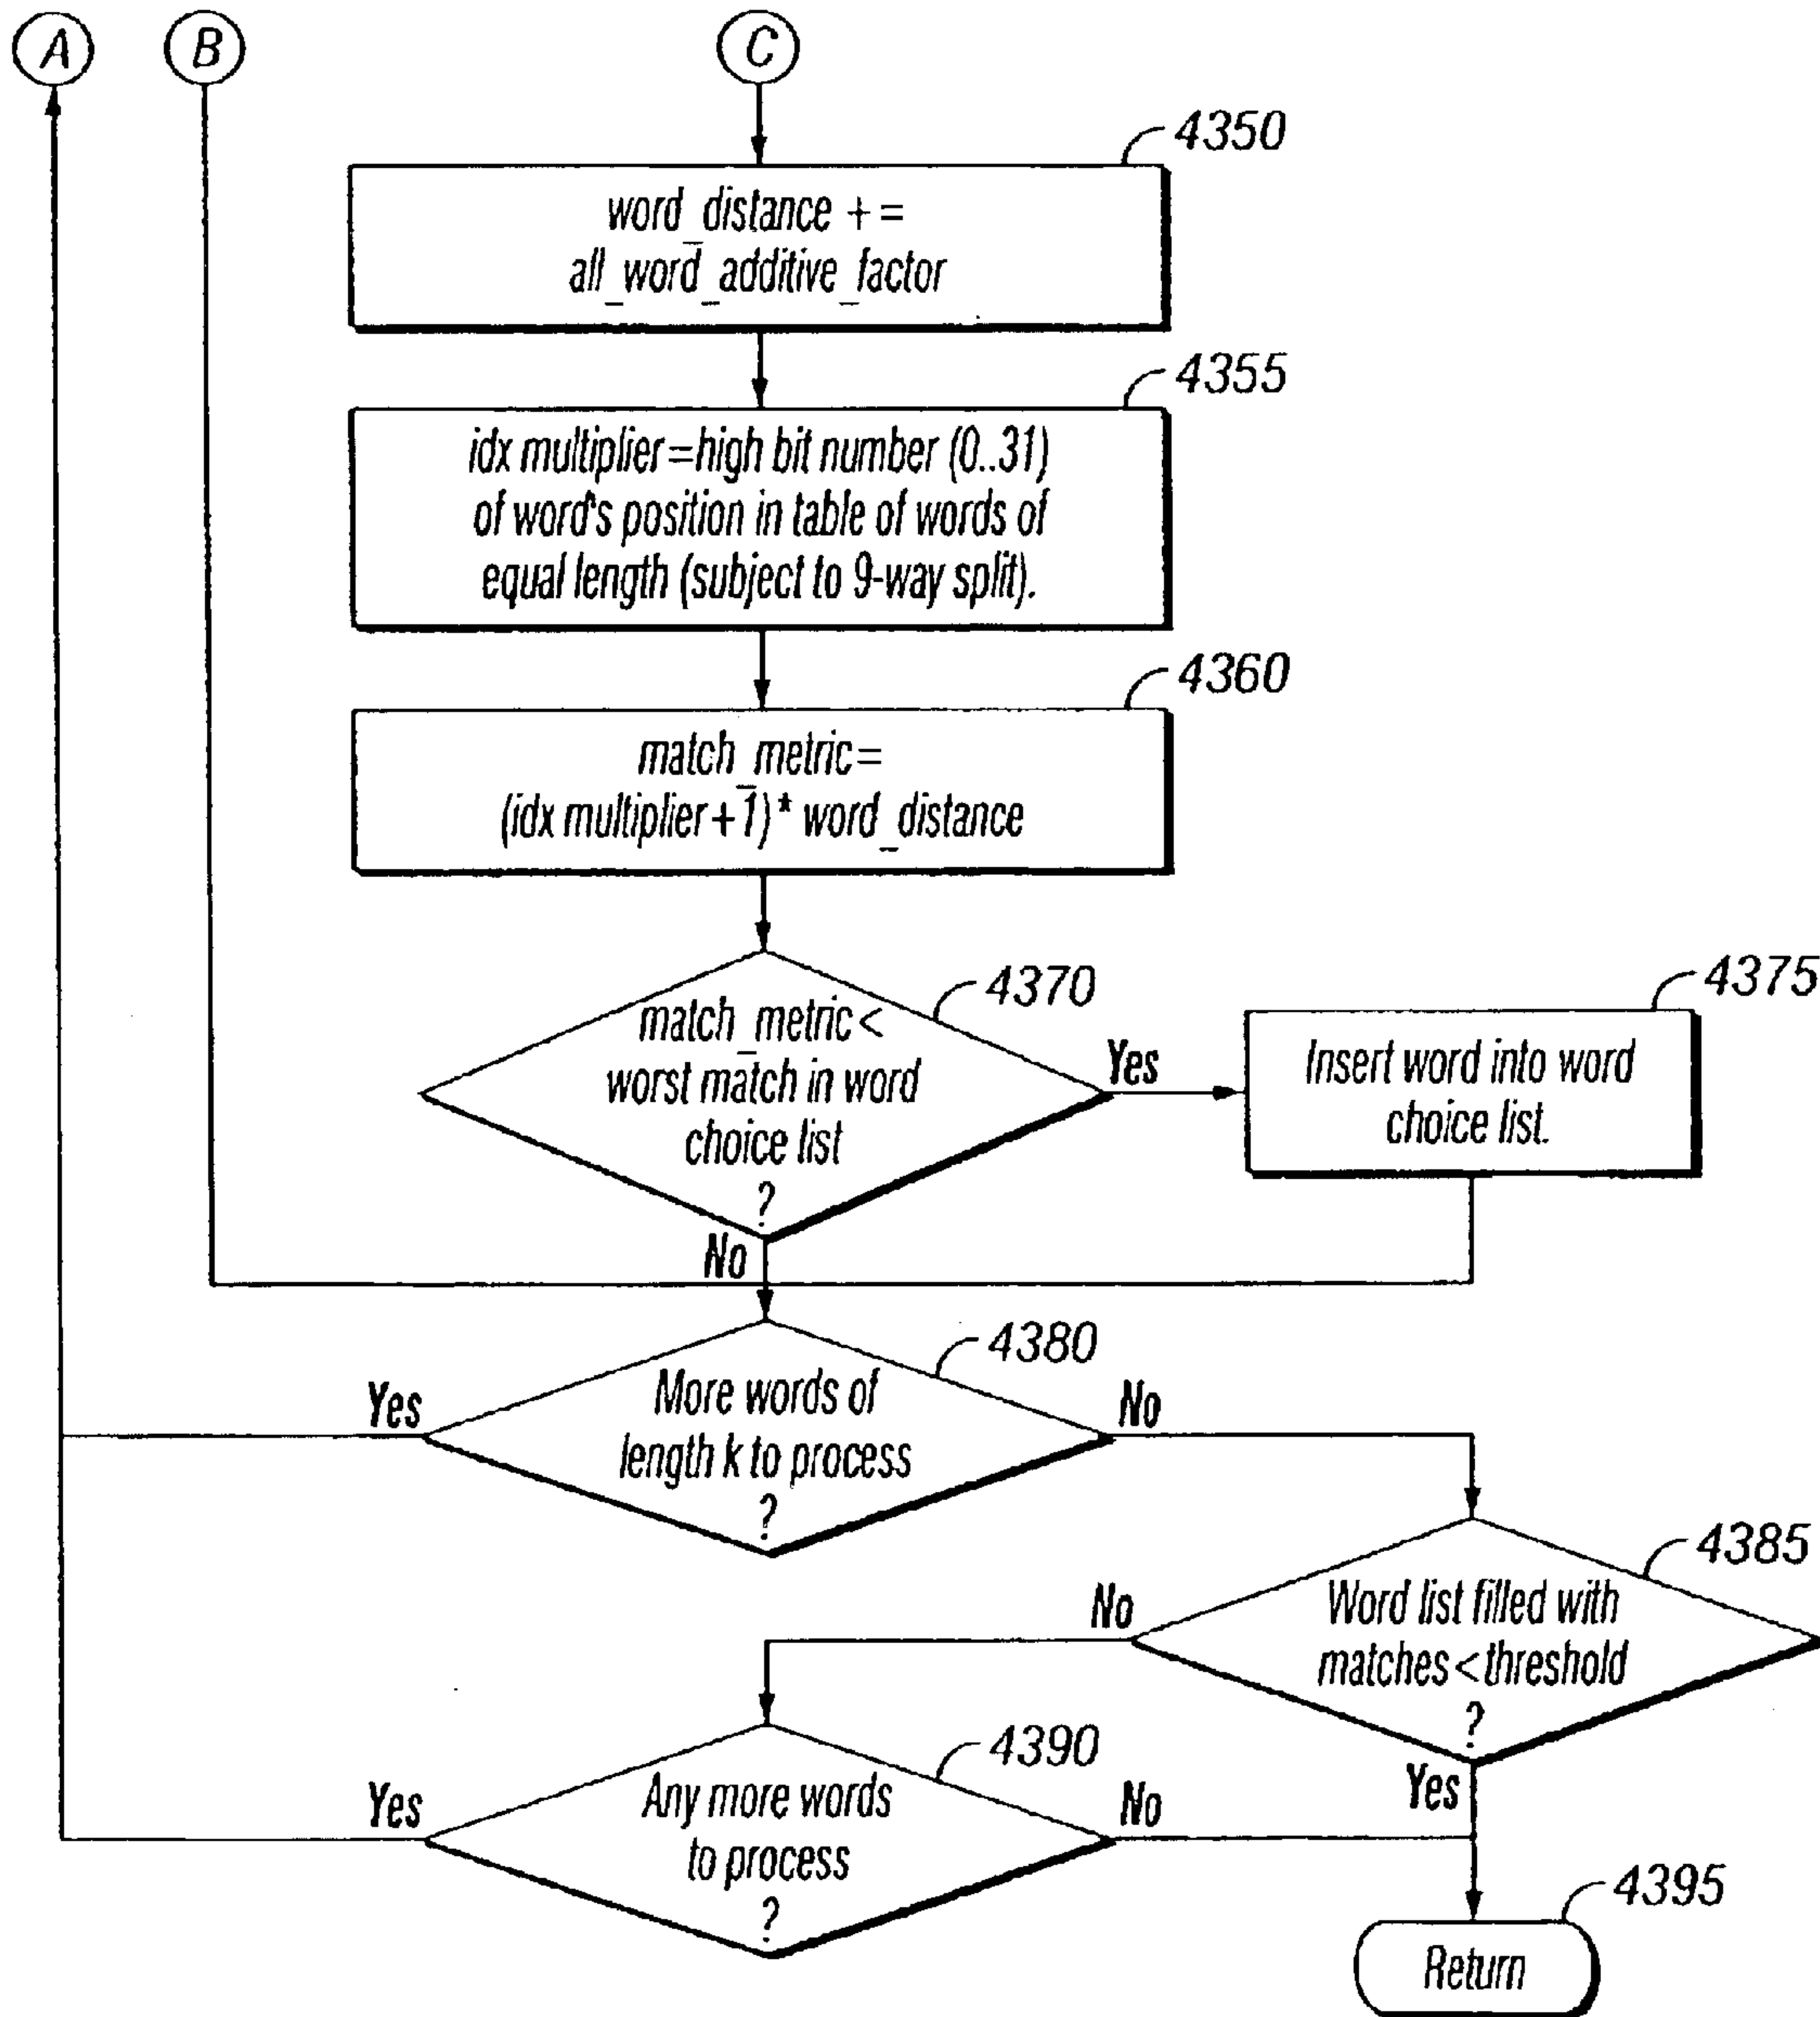 A
B
C
4350
word_distance + =
all_word_additive_factor
4355
idx multiplier=high bit number (0..31)
of word's position in table of words of
equal length (subject to 9-way split).
4360
match_metric=
(idx multiplier+1)* word_distance
4370
match_metric<
worst match in word
choice list
?
Yes
4375
Insert word into word
choice list.
No
4380
More words of
length k to process
?
Yes
No
4385
Word list filled with
matches<threshold
?
No
Yes
4390
Any more words
to process
?
Yes
No
4395
Return